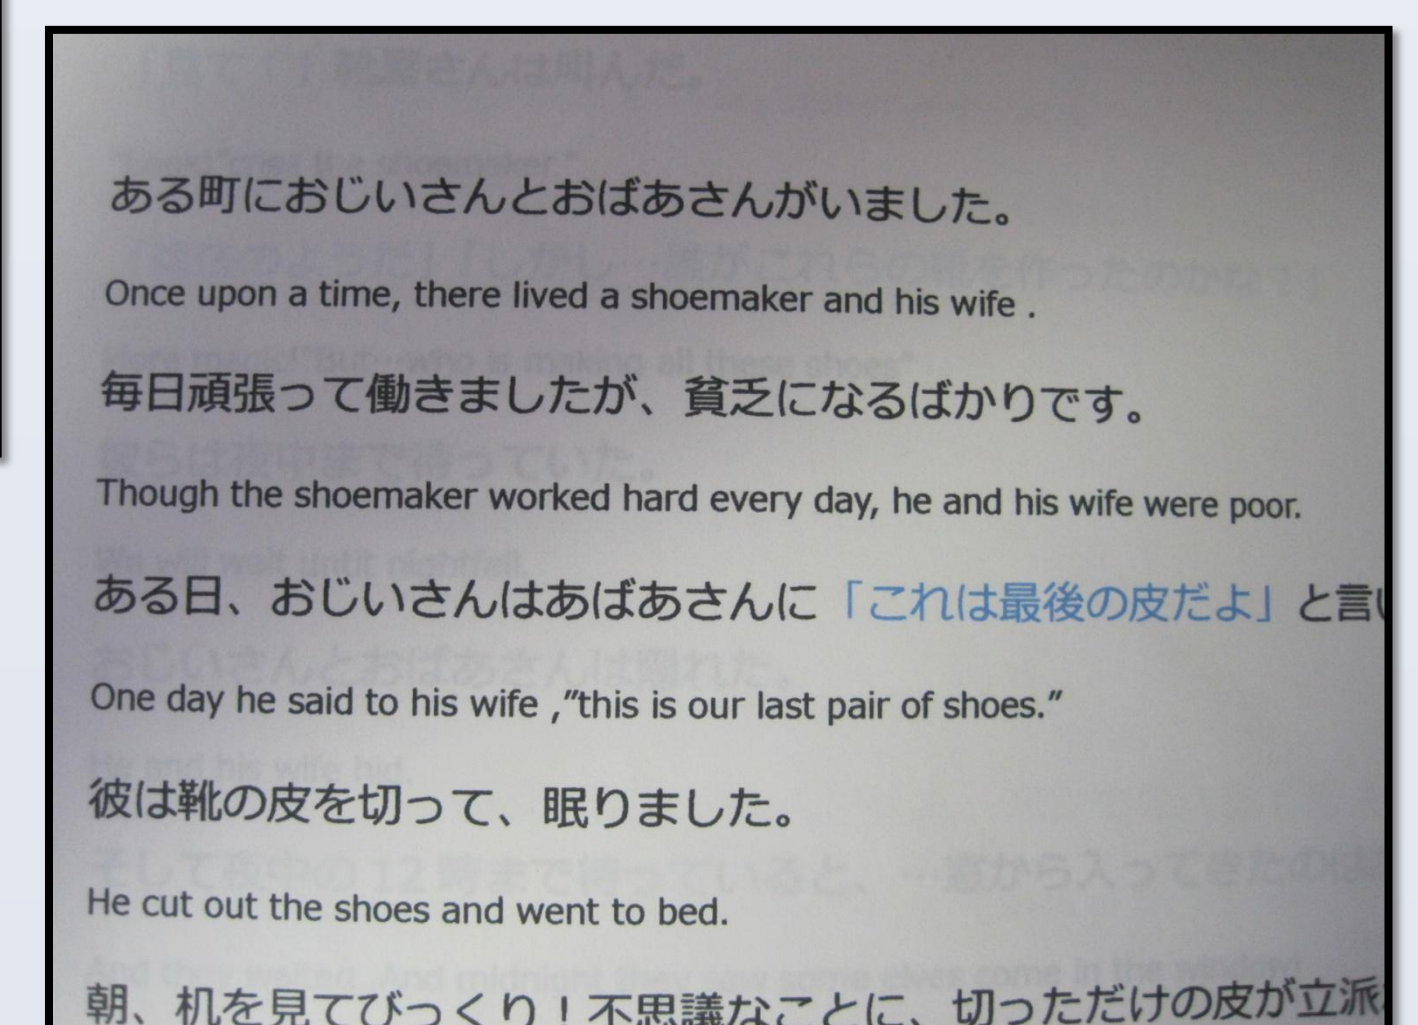 ある町におじいさんとおばあさんがいました。
Once upon a time, there lived a shoemaker and his wife .
毎日頑張って働きましたが、貧乏になるばかりです。
Though the shoemaker worked hard every day, he and his wife were poor.
ある日、おじいさんはあばあさんに「これは最後の皮だよ」と言い
One day he said to his wife ,”this is our last pair of shoes.”
彼は靴の皮を切って、眠りました。
He cut out the shoes and went to bed.
朝、机を見てびっくり！不思議なことに、切っただけの皮が立派